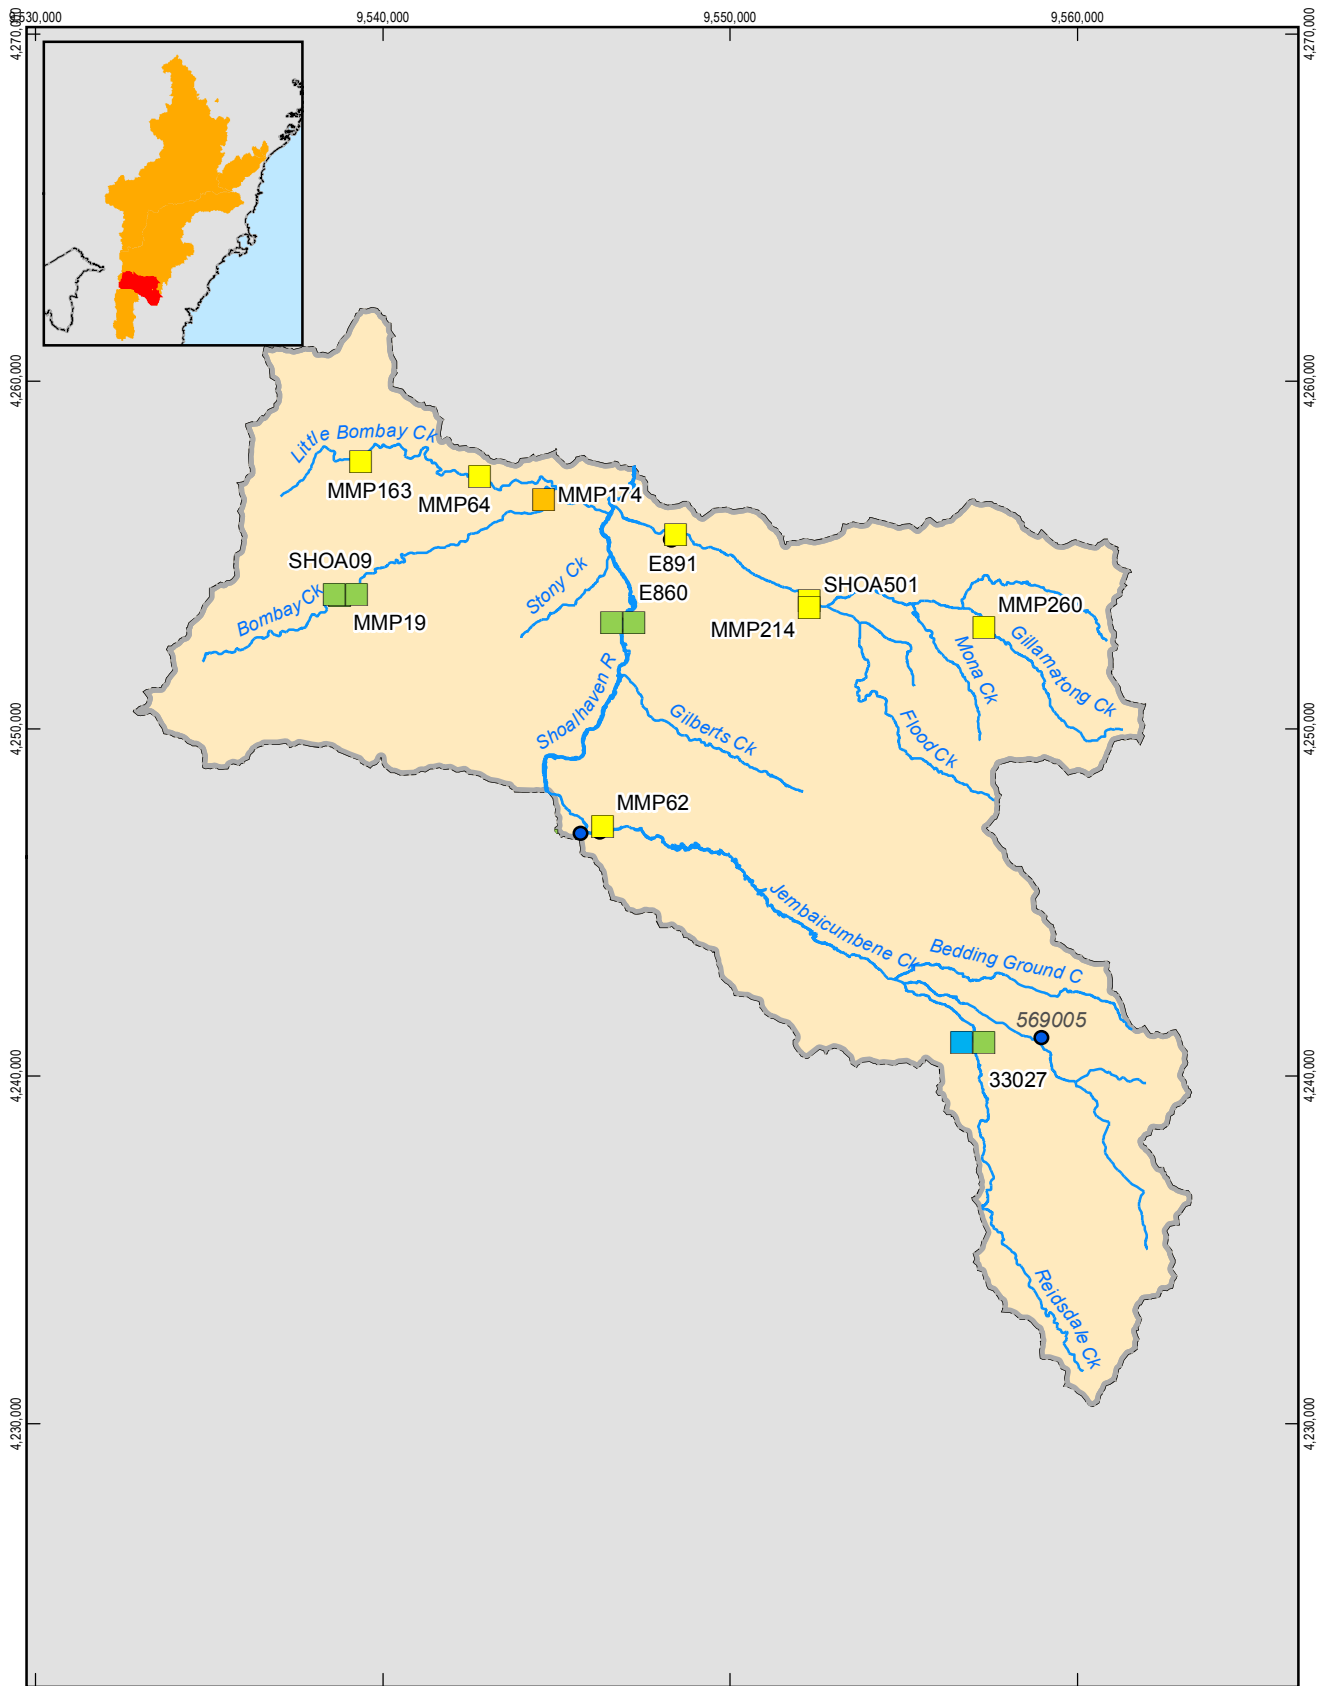 9,530,000
9,540,000
9,550,000
9,560,000
4,270,000
4,270,000
4,260,000
4,260,000
Little Bombay Ck
MMP163
MMP64
MMP174
SHOA09
E891
Stony Ck
E860
SHOA501
Bombay Ck
MMP19
MMP214
MMP260
Mona Ck
Gillamatong Ck
Shoalhaven R
Gilberts Ck
Flood Ck
4,250,000
4,250,000
MMP62
Jembaicumbene Ck
Bedding Ground C
569005
33027
4,240,000
4,240,000
Reidsdale Ck
4,230,000
4,230,000